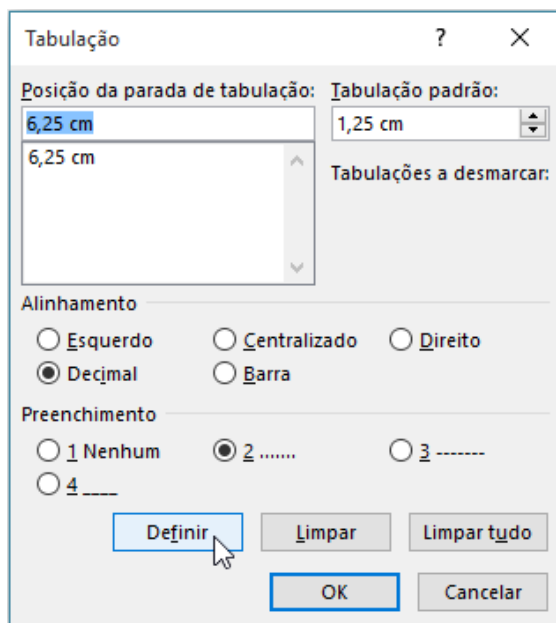 Tabulação ?
Posição da parada de tabulação: Tabulação padrão:
6,25 cm 1,25 cm
6,25 cm
Tabulações a desmarcar:
Alinhamento
Esquerdo Centralizado Direito
Decimal Barra
Preenchimento
1 Nenhum 2 ....... 3 -------
4 ____
Definir Limpar Limpar tudo
OK Cancelar